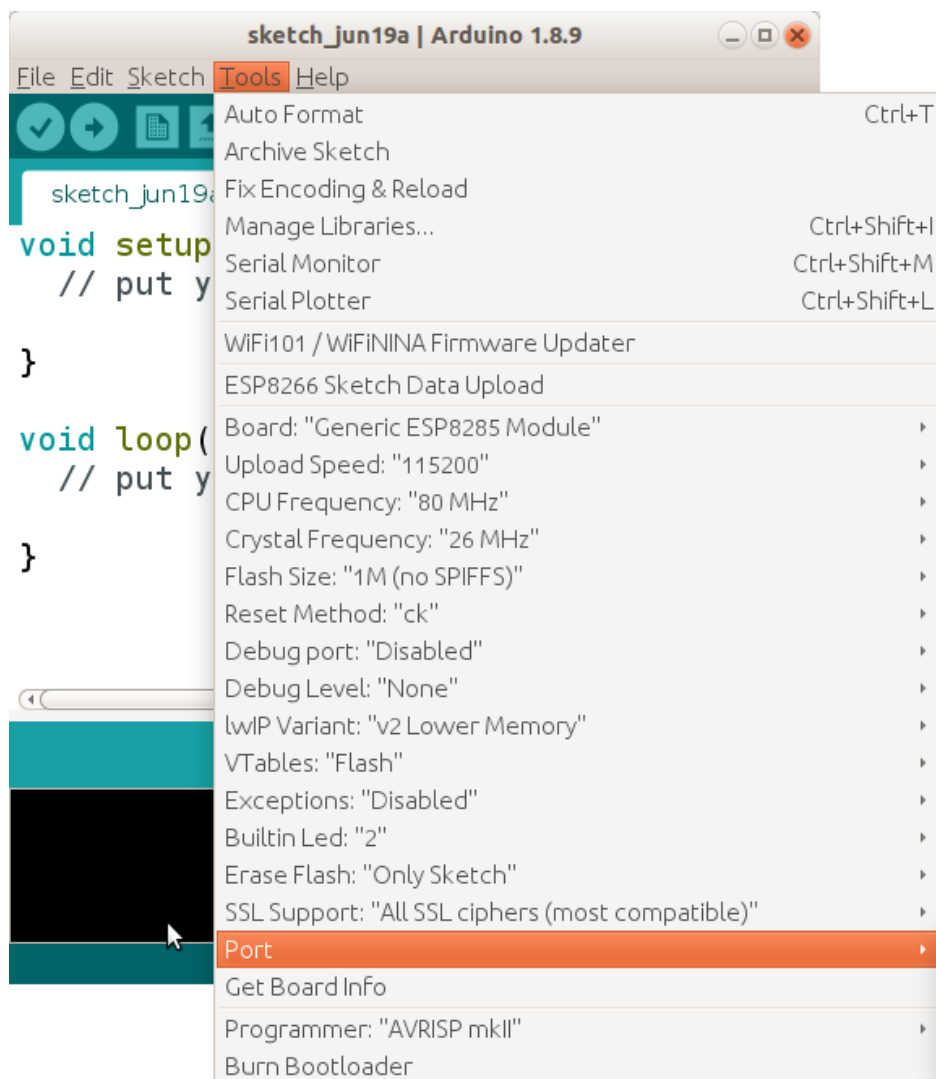 sketch_jun19a | Arduino 1.8.9
File Edit Sketch Tools Help
sketch_jun19a
void setup
// put y
}
void loop(
// put y
}
Auto Format Ctrl+T
Archive Sketch
Fix Encoding & Reload
Manage Libraries... Ctrl+Shift+I
Serial Monitor Ctrl+Shift+M
Serial Plotter Ctrl+Shift+L
WiFi101 / WiFiNINA Firmware Updater
ESP8266 Sketch Data Upload
Board: "Generic ESP8285 Module"
Upload Speed: "115200"
CPU Frequency: "80 MHz"
Crystal Frequency: "26 MHz"
Flash Size: "1M (no SPIFFS)"
Reset Method: "ck"
Debug port: "Disabled"
Debug Level: "None"
lwIP Variant: "v2 Lower Memory"
VTables: "Flash"
Exceptions: "Disabled"
Builtin Led: "2"
Erase Flash: "Only Sketch"
SSL Support: "All SSL ciphers (most compatible)"
Port
Get Board Info
Programmer: "AVRISP mkII"
Burn Bootloader